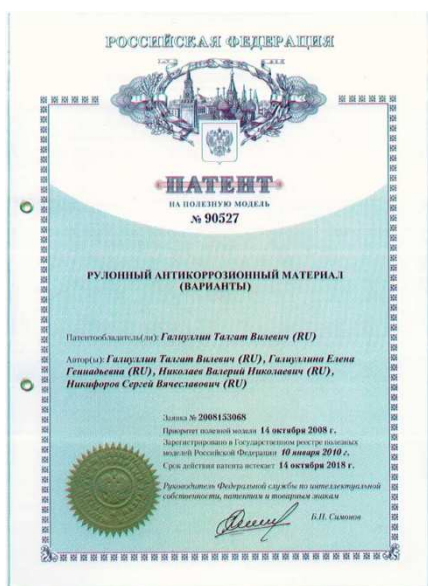 РОССИЙСКАЯ ФЕДЕРАЦИЯ
ПАТЕНТ
НА ПОЛЕЗНУЮ МОДЕЛЬ
№ 90527
РУЛОННЫЙ АНТИКОРРОЗИОННЫЙ МАТЕРИАЛ
(ВАРИАНТЫ)
Патентообладатель(ли): Галиуллин Талгат Вилевич (RU)
Автор(ы): Галиуллин Талгат Вилевич (RU), Галиуллина Елена
Геннадьевна (RU), Николаев Валерий Николаевич (RU),
Никифоров Сергей Вячеславович (RU)
Заявка № 2008153068
Приоритет полезной модели 14 октября 2008 г.
Зарегистрировано в Государственном реестре полезных
моделей Российской Федерации 10 января 2010 г.
Срок действия патента истекает 14 октября 2018 г.
Руководитель Федеральной службы по интеллектуальной
собственности, патентам и товарным знакам
Б.П. Симонов